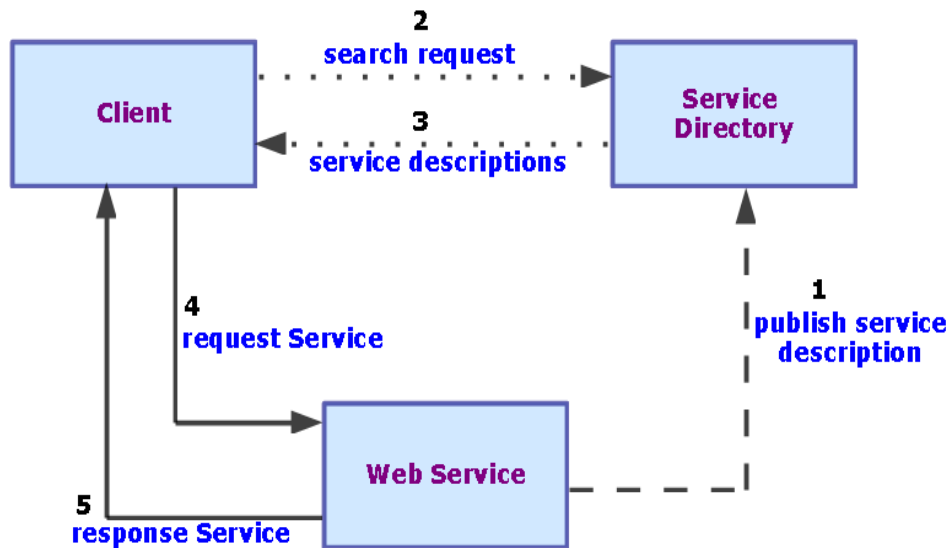 2
search request
Client
Service
Directory
3
service descriptions
4
request Service
1
publish service
description
Web Service
5
response Service